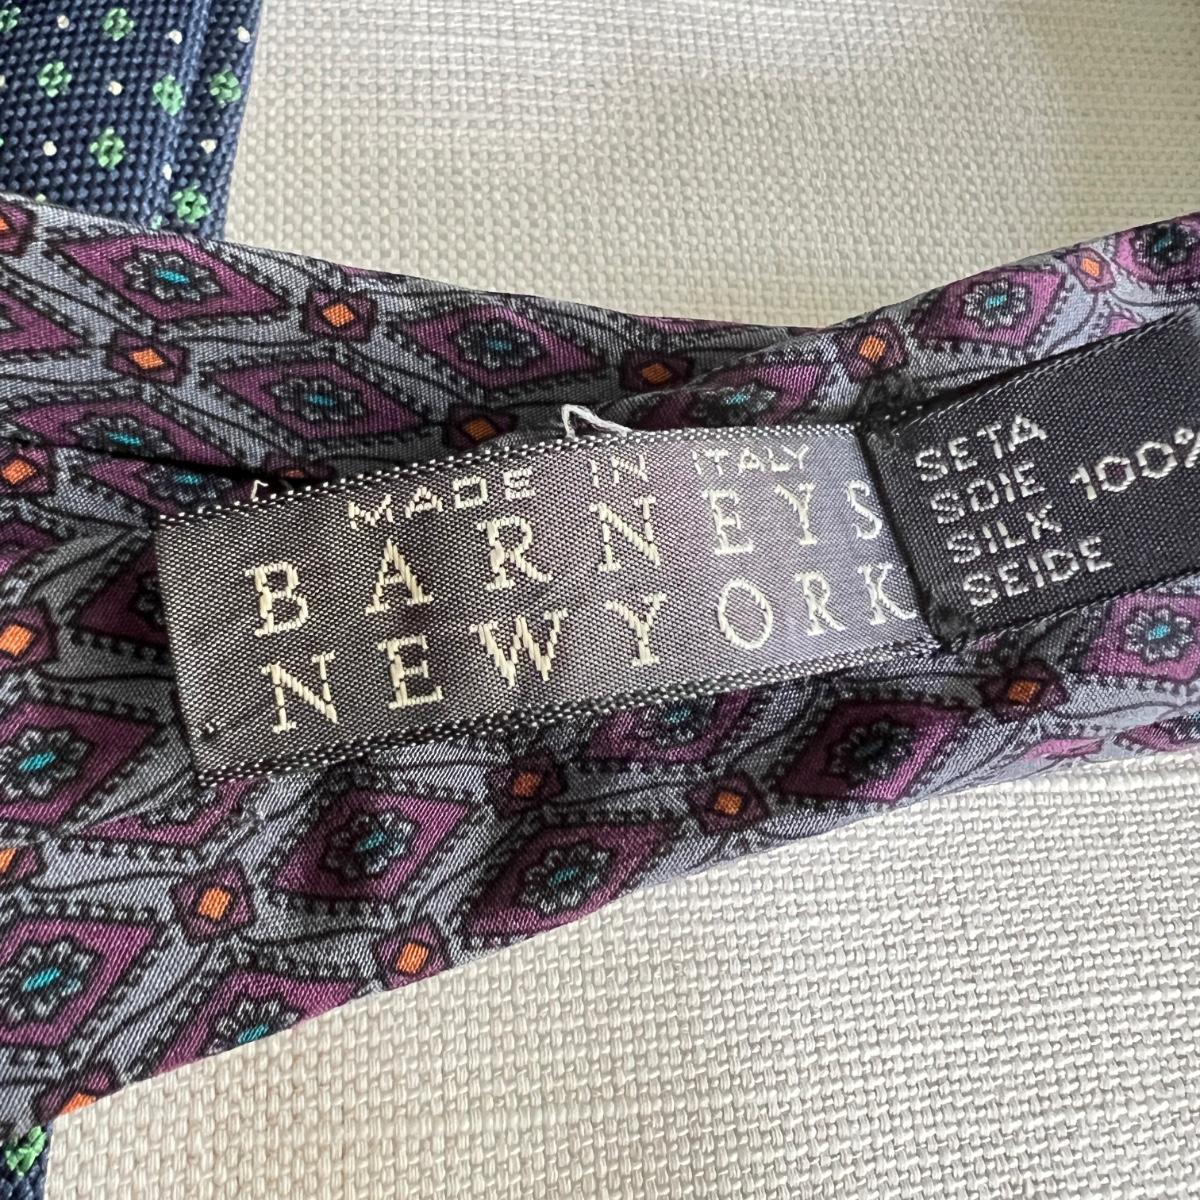 MADE IN ITALY
BARNEYS
NEW YORK
SETA
SOIE
SILK
SEIDE
100%